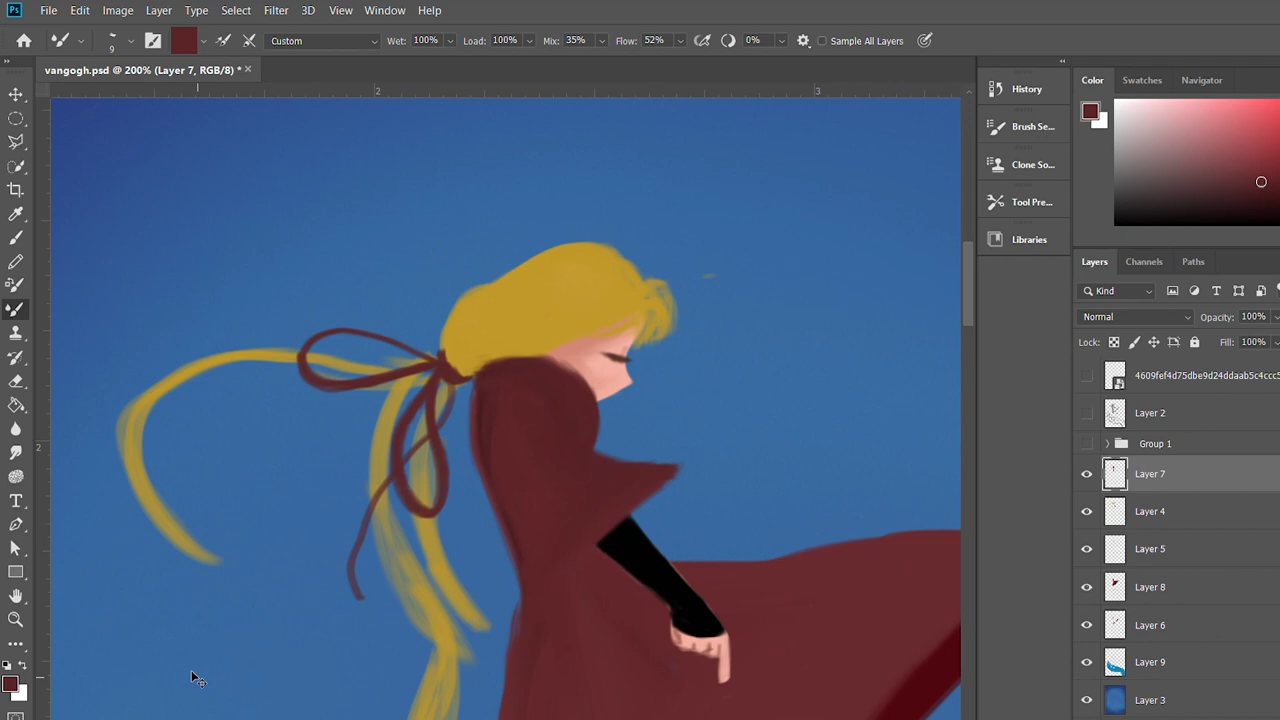 Ps File Edit Image Layer Type Select Filter 3D View Window Help
9 Custom Wet: 100% Load: 100% Mix: 35% Flow: 52% 0% Sample All Layers
vangogh.psd @ 200% (Layer 7, RGB/8) *
2 3
2
History
Brush Se...
Clone So...
Tool Pre...
Libraries
Color Swatches Navigator
Layers Channels Paths
Kind
Normal Opacity: 100%
Lock: Fill: 100%
4609fef4d75dbe9d24ddaab5c4ccc5
Layer 2
Group 1
Layer 7
Layer 4
Layer 5
Layer 8
Layer 6
Layer 9
Layer 3